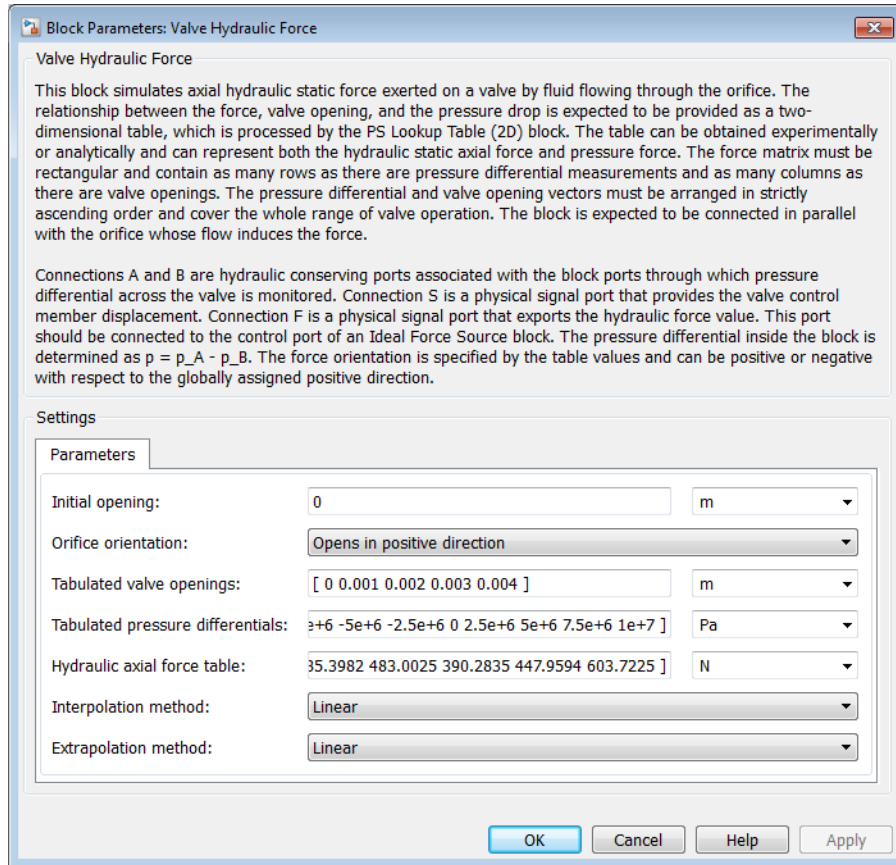 Block Parameters: Valve Hydraulic Force
Valve Hydraulic Force
This block simulates axial hydraulic static force exerted on a valve by fluid flowing through the orifice. The
relationship between the force, valve opening, and the pressure drop is expected to be provided as a two-
dimensional table, which is processed by the PS Lookup Table (2D) block. The table can be obtained experimentally
or analytically and can represent both the hydraulic static axial force and pressure force. The force matrix must be
rectangular and contain as many rows as there are pressure differential measurements and as many columns as
there are valve openings. The pressure differential and valve opening vectors must be arranged in strictly
ascending order and cover the whole range of valve operation. The block is expected to be connected in parallel
with the orifice whose flow induces the force.
Connections A and B are hydraulic conserving ports associated with the block ports through which pressure
differential across the valve is monitored. Connection S is a physical signal port that provides the valve control
member displacement. Connection F is a physical signal port that exports the hydraulic force value. This port
should be connected to the control port of an Ideal Force Source block. The pressure differential inside the block is
determined as p = p_A - p_B. The force orientation is specified by the table values and can be positive or negative
with respect to the globally assigned positive direction.
Settings
Parameters
Initial opening: 0 m
Orifice orientation: Opens in positive direction
Tabulated valve openings: [ 0 0.001 0.002 0.003 0.004 ] m
Tabulated pressure differentials: e+6 -5e+6 -2.5e+6 0 2.5e+6 5e+6 7.5e+6 1e+7 ] Pa
Hydraulic axial force table: 35.3982 483.0025 390.2835 447.9594 603.7225 ] N
Interpolation method: Linear
Extrapolation method: Linear
OK Cancel Help Apply